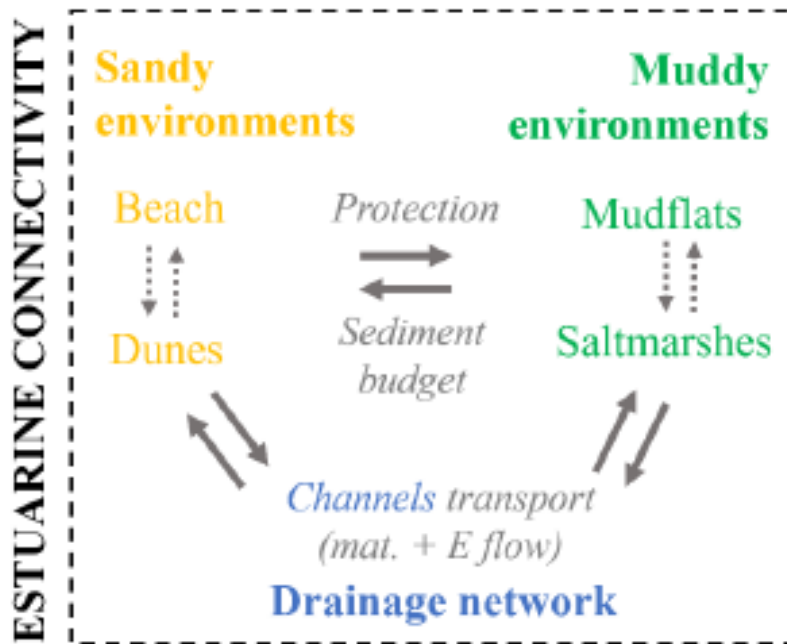 ESTUARINE CONNECTIVITY
Sandy
environments
Muddy
environments
Beach
Protection
Mudflats
Dunes
Sediment
budget
Saltmarshes
Channels transport
(mat. + E flow)
Drainage network